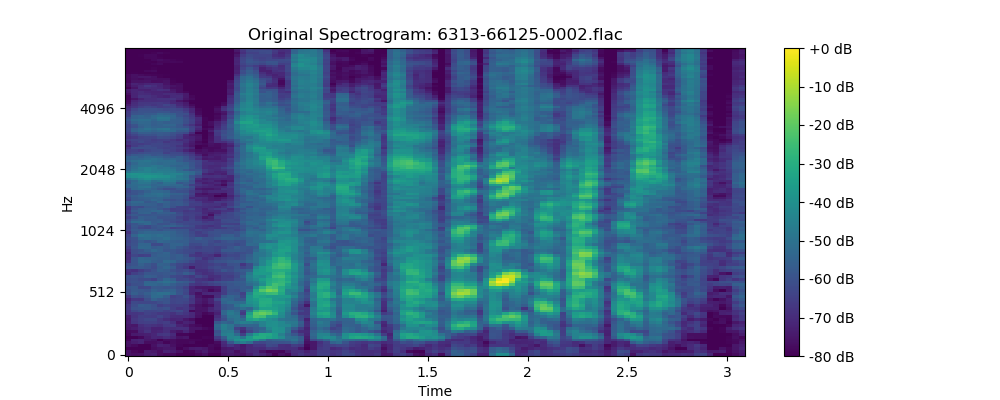 Original Spectrogram: 6313-66125-0002.flac
Hz
4096
2048
1024
512
0
0 0.5 1 1.5 2 2.5 3
Time
+0 dB
-10 dB
-20 dB
-30 dB
-40 dB
-50 dB
-60 dB
-70 dB
-80 dB